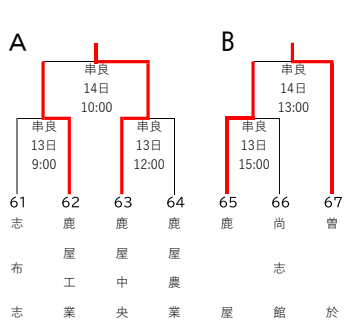 A
B
串良
14日
10:00
串良
14日
13:00
串良
13日
9:00
串良
13日
12:00
串良
13日
15:00
61
62
63
64
65
66
67
志布志
鹿屋工業
鹿屋中央
鹿屋農業
鹿屋
尚志館
曽於